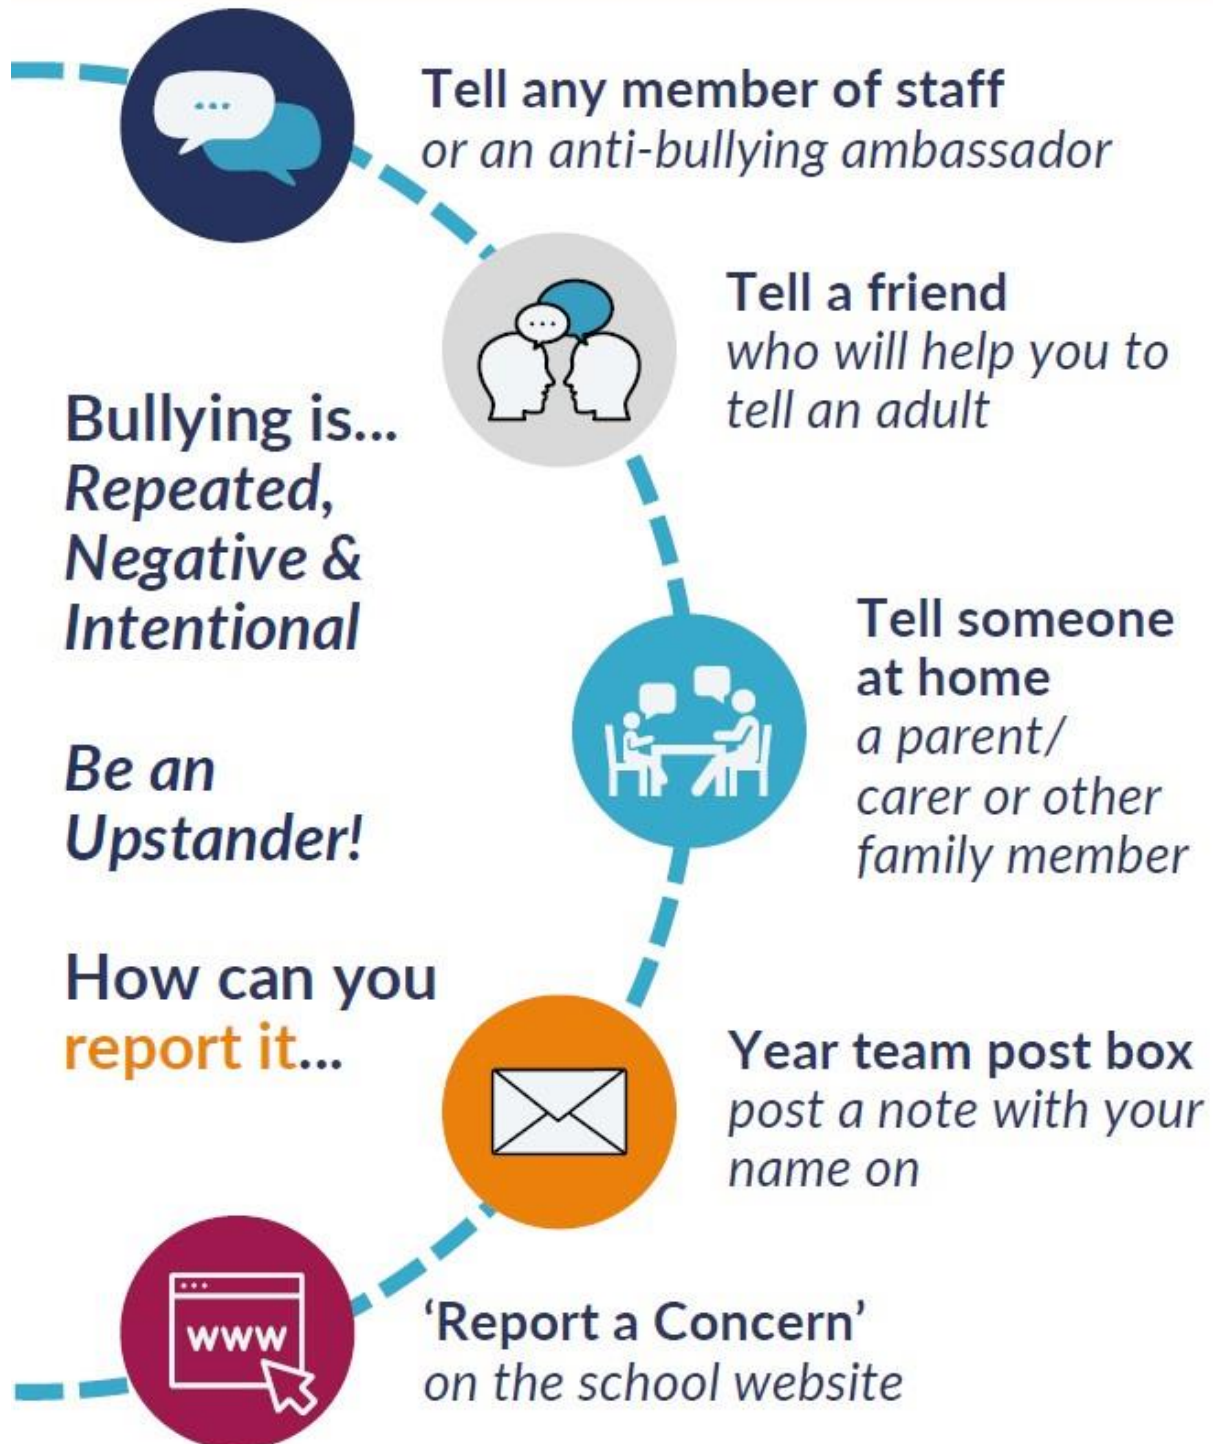 Tell any member of staff
or an anti-bullying ambassador
Tell a friend
who will help you to
tell an adult
Bullying is...
Repeated,
Negative &
Intentional
Be an
Upstander!
How can you
report it...
Tell someone
at home
a parent/
carer or other
family member
Year team post box
post a note with your
name on
www
‘Report a Concern’
on the school website